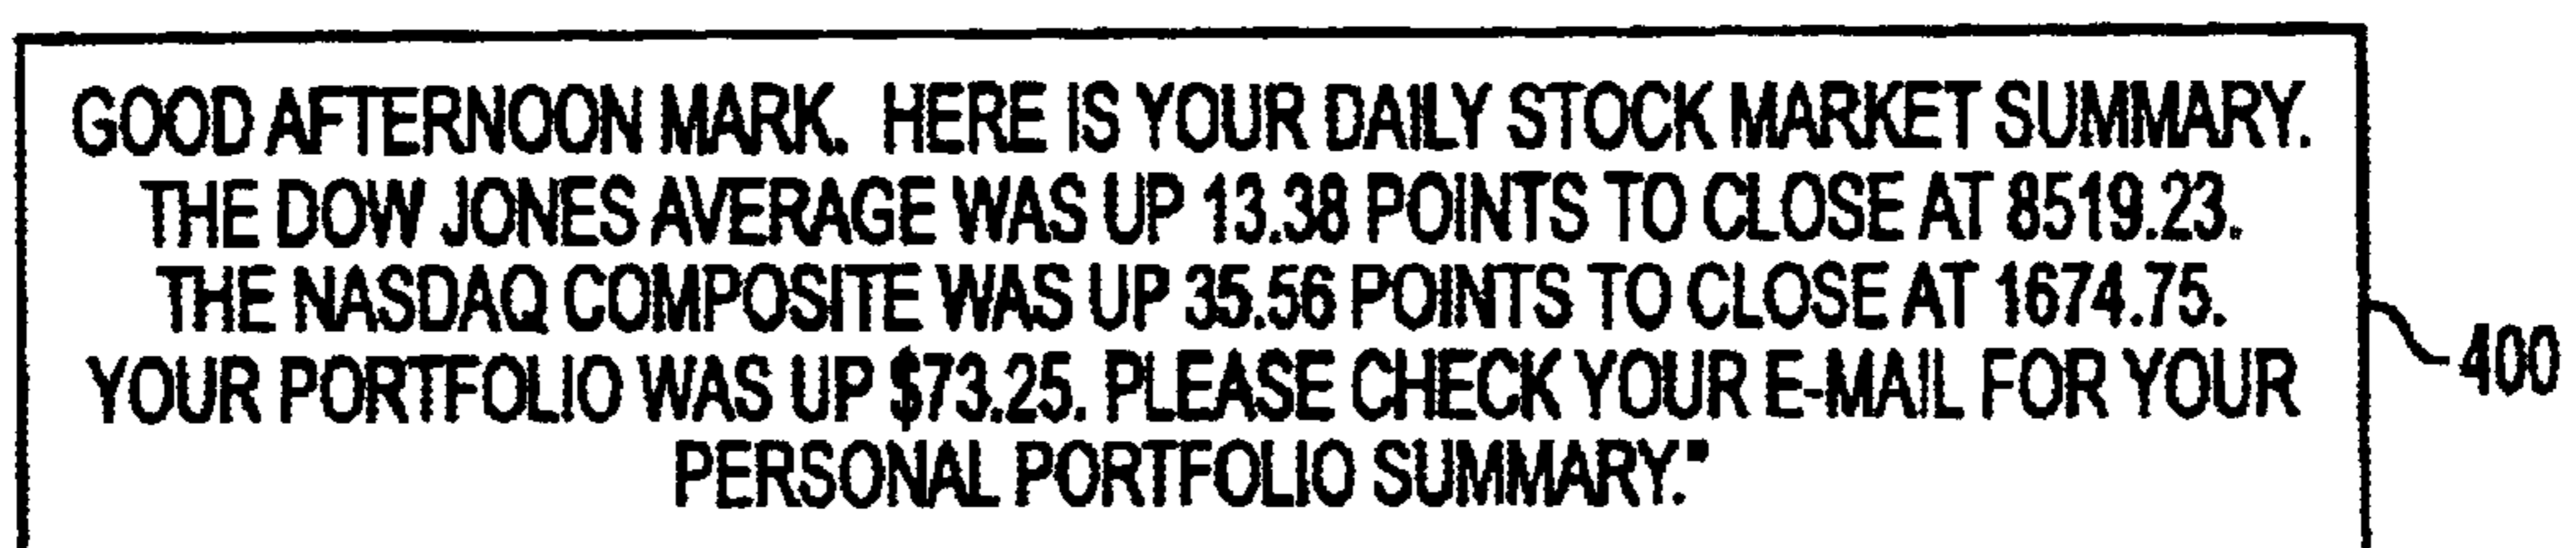 GOOD AFTERNOON MARK.  HERE IS YOUR DAILY STOCK MARKET SUMMARY.
THE DOW JONES AVERAGE WAS UP 13.38 POINTS TO CLOSE AT 8519.23.
THE NASDAQ COMPOSITE WAS UP 35.56 POINTS TO CLOSE AT 1674.75.
YOUR PORTFOLIO WAS UP $73.25. PLEASE CHECK YOUR E-MAIL FOR YOUR
PERSONAL PORTFOLIO SUMMARY."
400